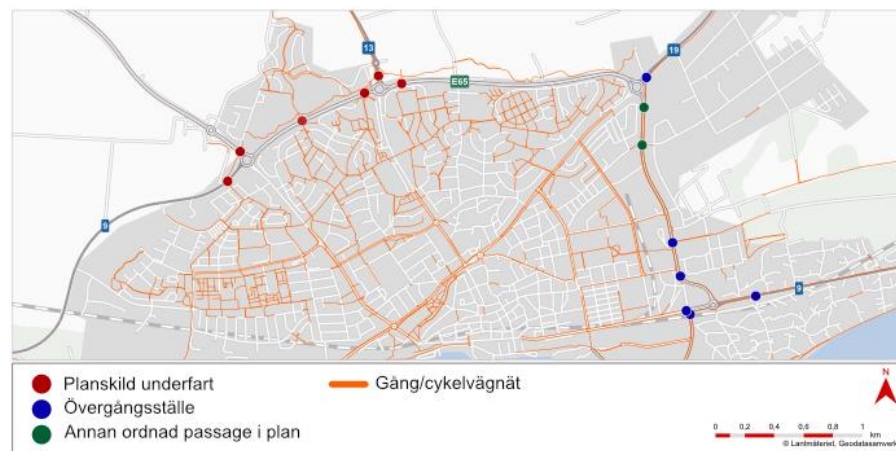 13
19
E65
9
9
Planskild underfart
Gång/cykelvägnät
Övergångsställe
Annan ordnad passage i plan
N
0 0,2 0,4 0,6 0,8 1
km
© Lantmäteriet, Geodatasamverk